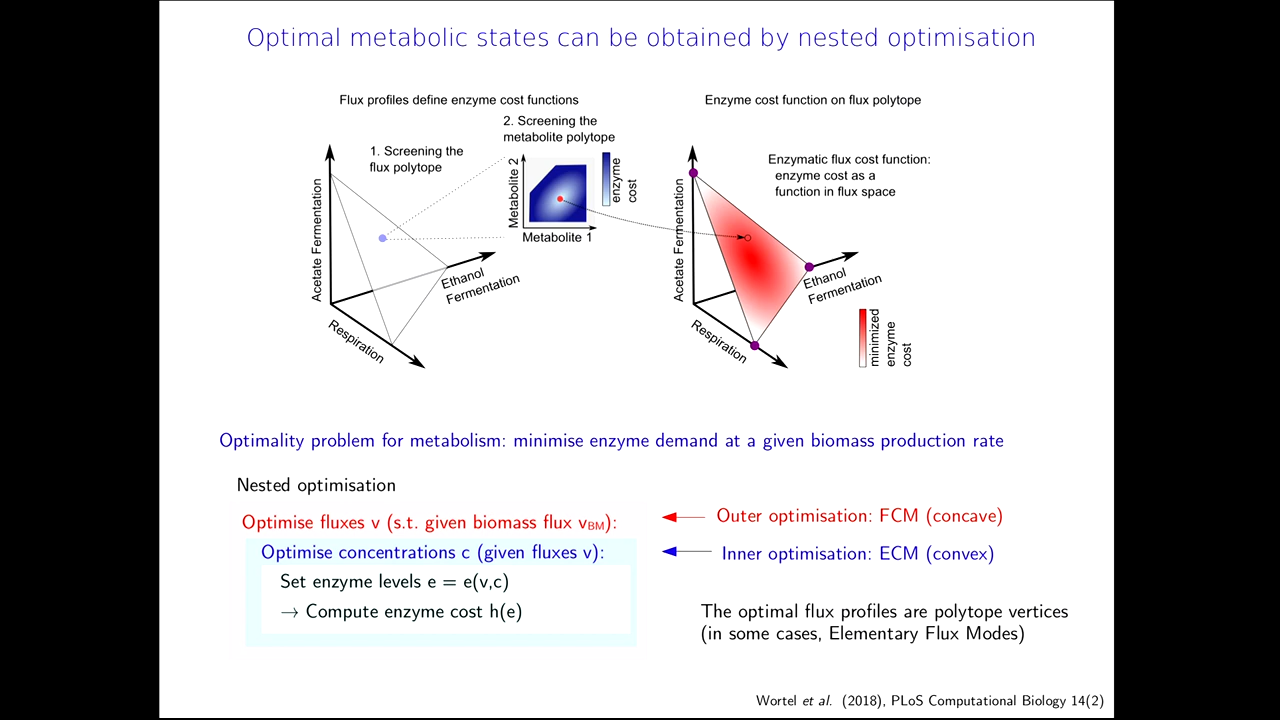 Optimal metabolic states can be obtained by nested optimisation
Flux profiles define enzyme cost functions
1. Screening the
flux polytope
2. Screening the
metabolite polytope
Metabolite 2
Metabolite 1
enzyme
cost
Acetate Fermentation
Ethanol
Fermentation
Respiration
Enzyme cost function on flux polytope
Enzymatic flux cost function:
enzyme cost as a
function in flux space
Acetate Fermentation
Ethanol
Fermentation
Respiration
minimized
enzyme
cost
Optimality problem for metabolism: minimise enzyme demand at a given biomass production rate
Nested optimisation
Optimise fluxes v (s.t. given biomass flux vBM):
Optimise concentrations c (given fluxes v):
Set enzyme levels e = e(v,c)
→ Compute enzyme cost h(e)
Outer optimisation: FCM (concave)
Inner optimisation: ECM (convex)
The optimal flux profiles are polytope vertices
(in some cases, Elementary Flux Modes)
Wortel et al. (2018), PLoS Computational Biology 14(2)